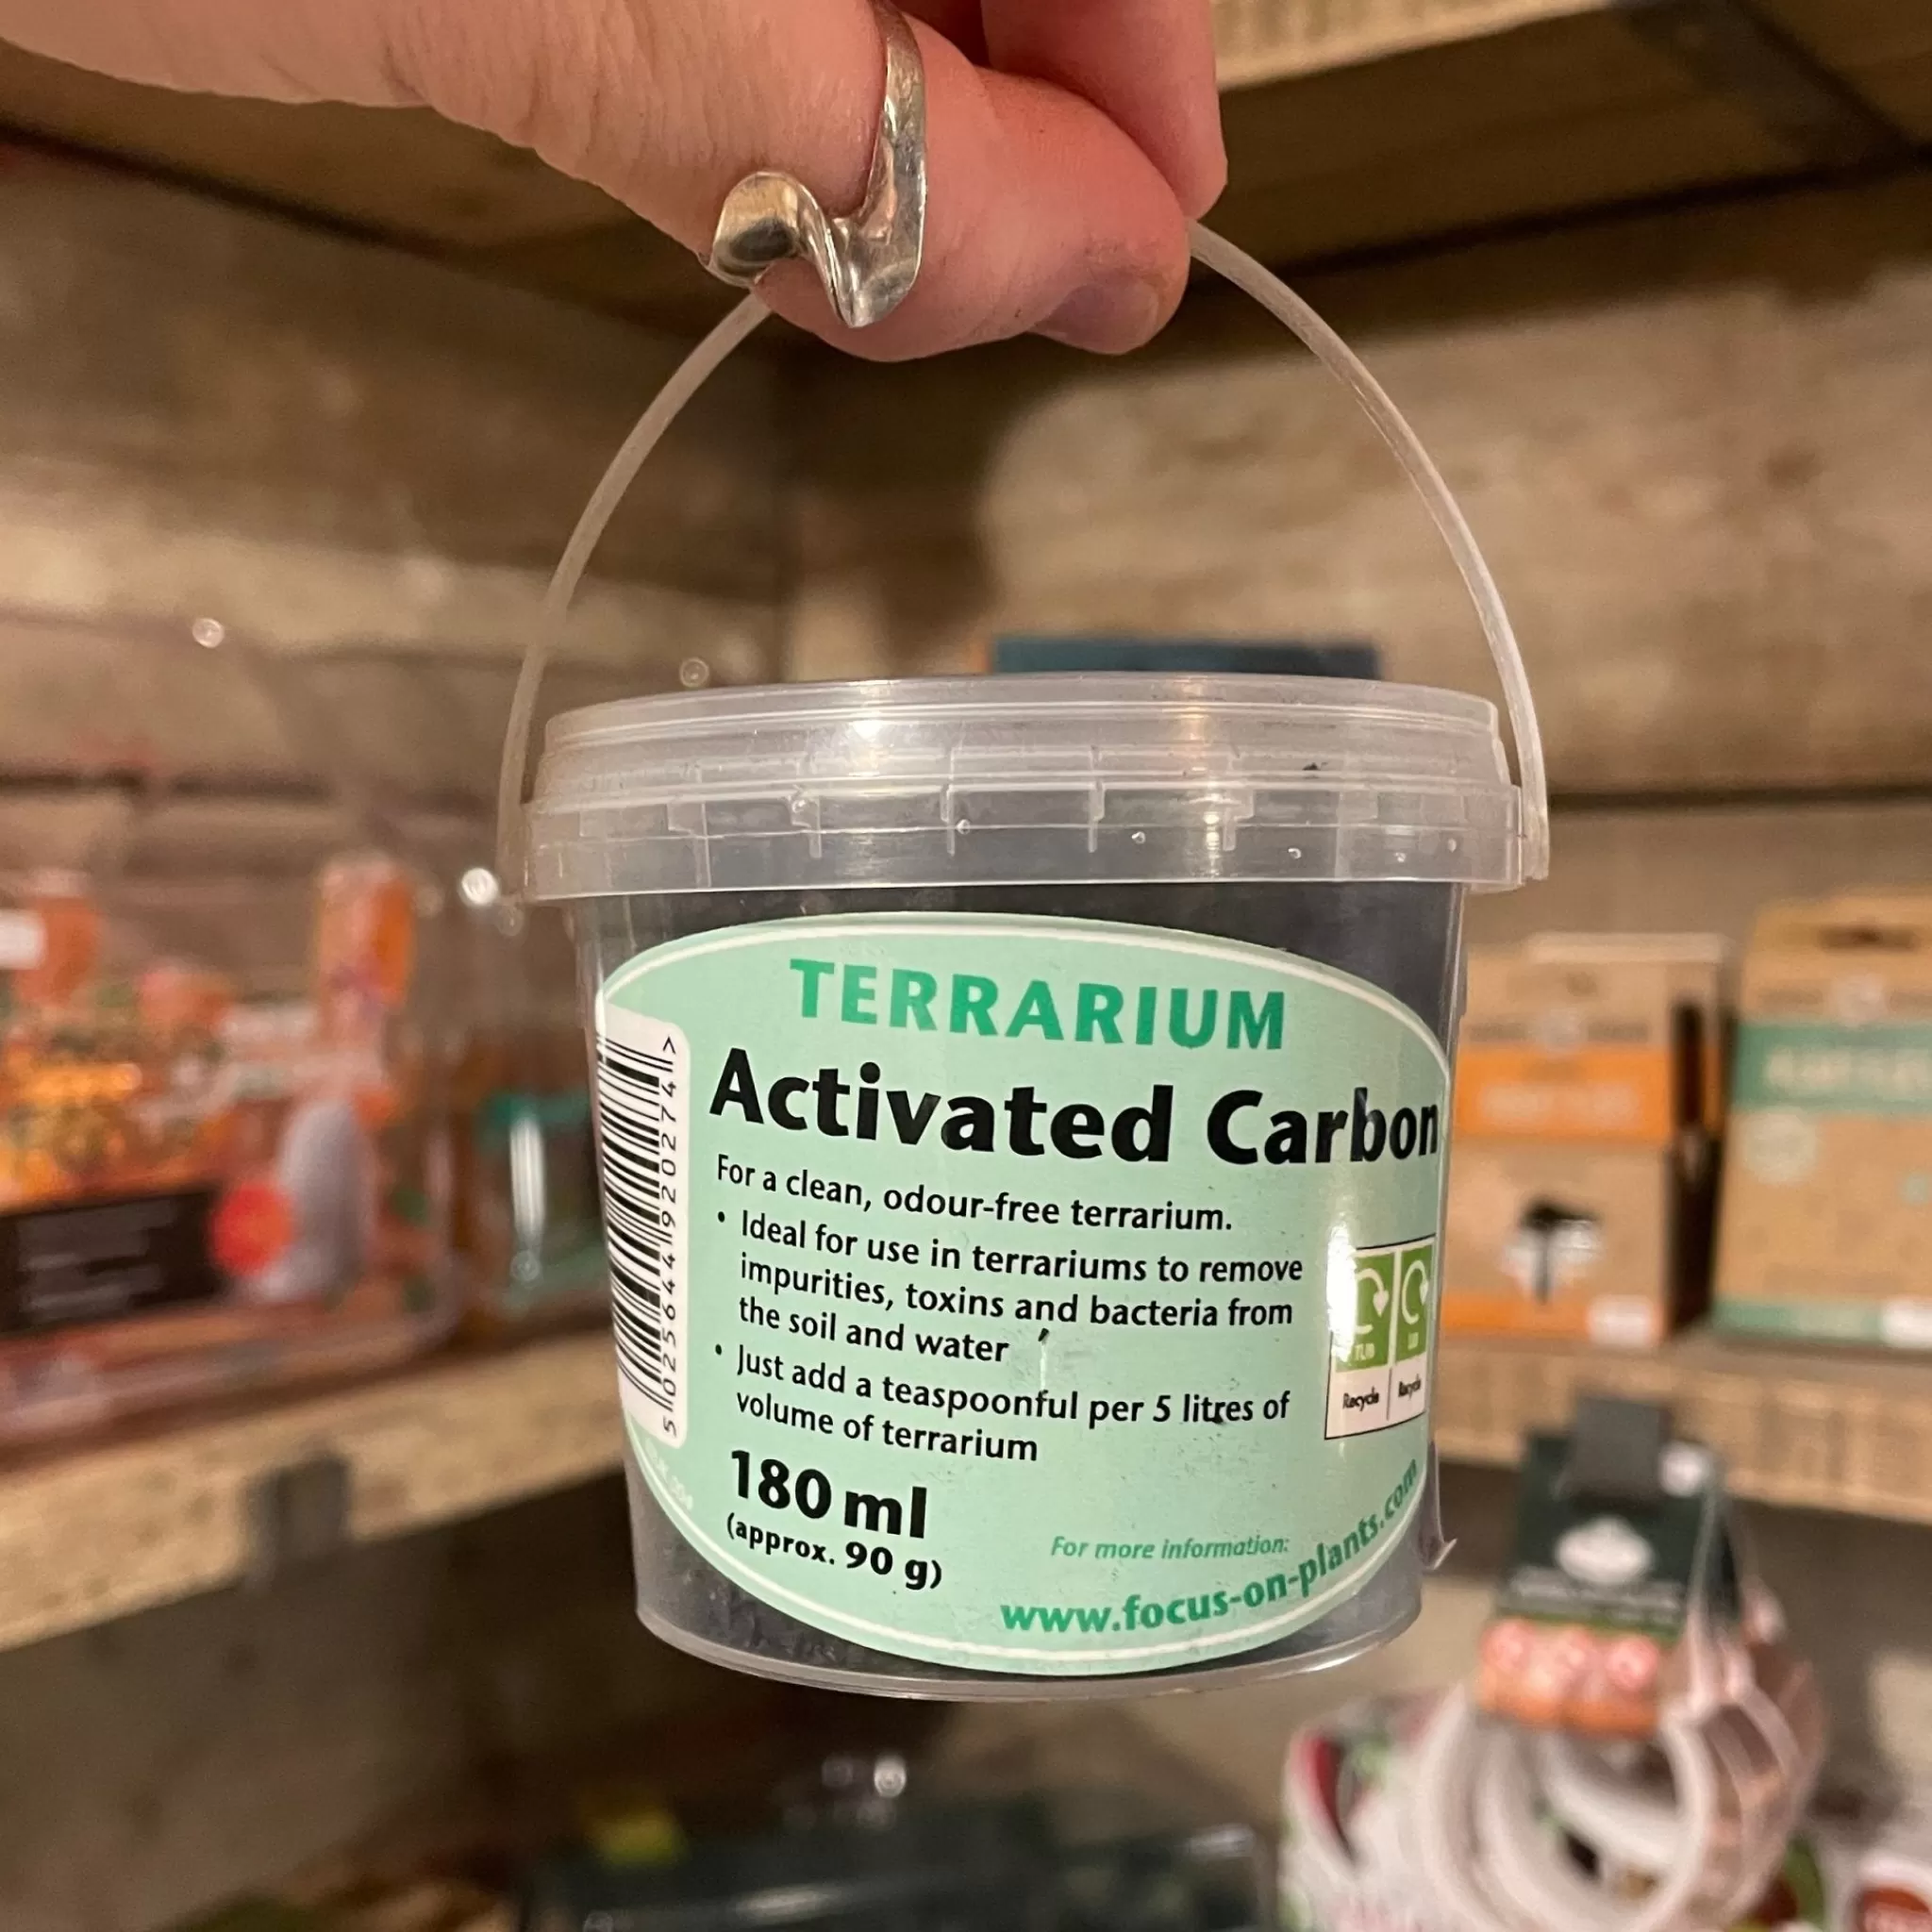 TERRARIUM
Activated Carbon
For a clean, odour-free terrarium.
• Ideal for use in terrariums to remove
impurities, toxins and bacteria from
the soil and water
• Just add a teaspoonful per 5 litres of
volume of terrarium
180 ml
(approx. 90 g)
For more information:
www.focus-on-plants.com
5 025644 920274 >
TUB
Recycle
Recycle